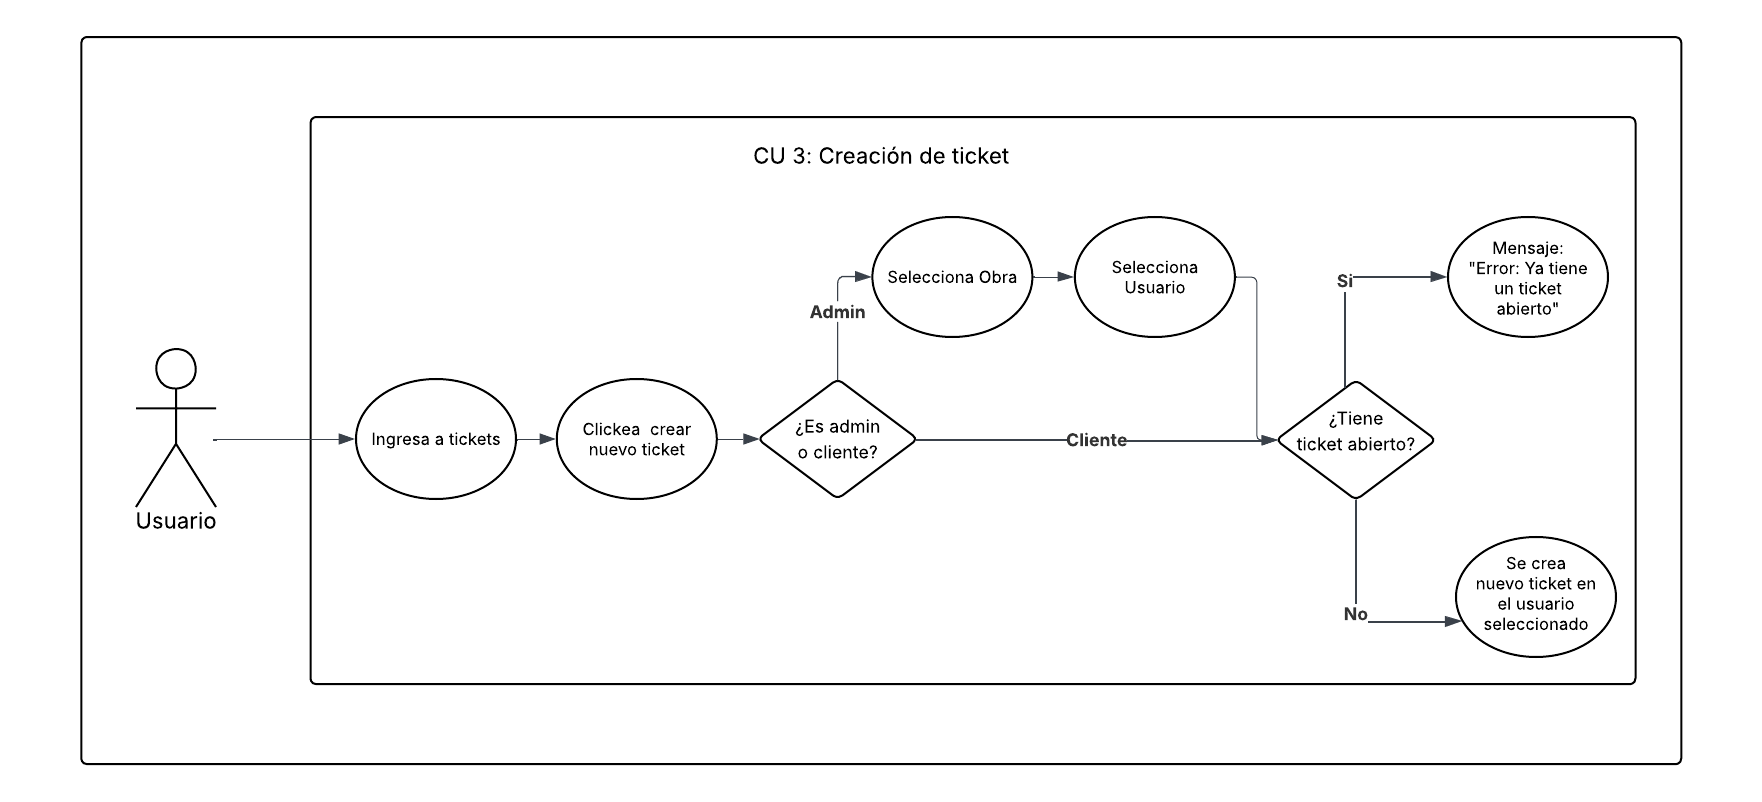 CU 3: Creación de ticket
Usuario
Ingresa a tickets
Clickea  crear
nuevo ticket
¿Es admin
o cliente?
Admin
Selecciona Obra
Selecciona
Usuario
Cliente
¿Tiene
ticket abierto?
Si
Mensaje:
"Error: Ya tiene
un ticket
abierto"
No
Se crea
nuevo ticket en
el usuario
seleccionado